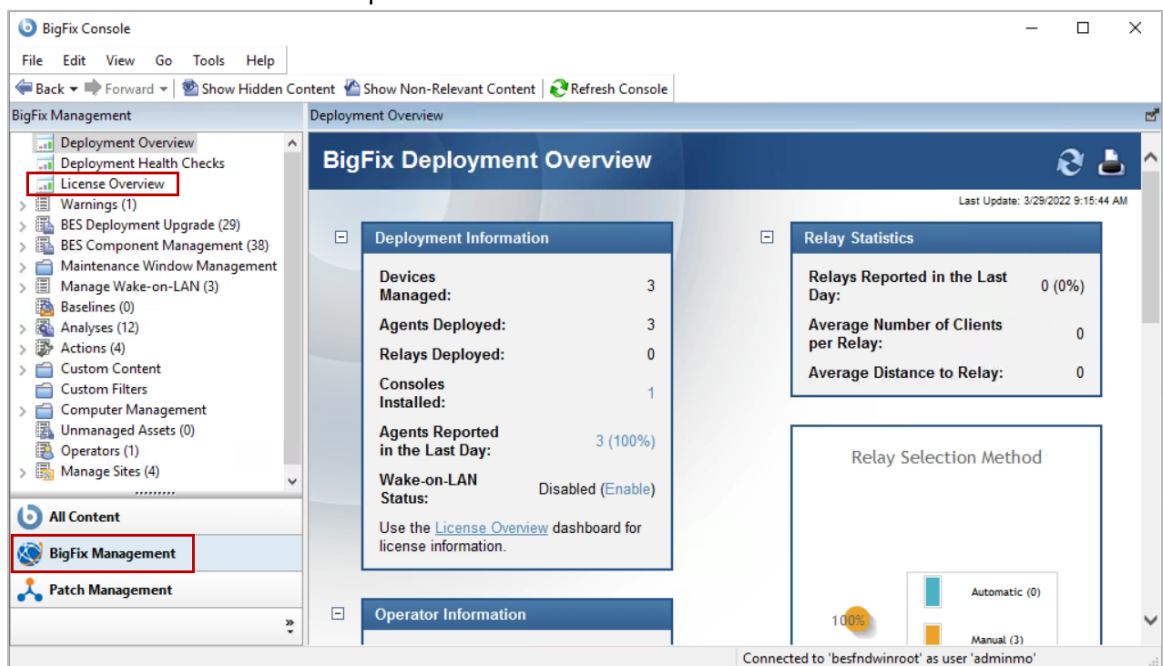 BigFix Console
File Edit View Go Tools Help
Back Forward Show Hidden Content Show Non-Relevant Content Refresh Console
BigFix Management
Deployment Overview
Deployment Overview
Deployment Health Checks
License Overview
Warnings (1)
BES Deployment Upgrade (29)
BES Component Management (38)
Maintenance Window Management
Manage Wake-on-LAN (3)
Baselines (0)
Analyses (12)
Actions (4)
Custom Content
Custom Filters
Computer Management
Unmanaged Assets (0)
Operators (1)
Manage Sites (4)
All Content
BigFix Management
Patch Management
BigFix Deployment Overview
Last Update: 3/29/2022 9:15:44 AM
Deployment Information
Devices
Managed: 3
Agents Deployed: 3
Relays Deployed: 0
Consoles
Installed: 1
Agents Reported
in the Last Day: 3 (100%)
Wake-on-LAN
Status: Disabled (Enable)
Use the License Overview dashboard for
license information.
Operator Information
Relay Statistics
Relays Reported in the Last
Day: 0 (0%)
Average Number of Clients
per Relay: 0
Average Distance to Relay: 0
Relay Selection Method
100%
Automatic (0)
Manual (3)
Connected to 'besfndwinroot' as user 'adminmo'